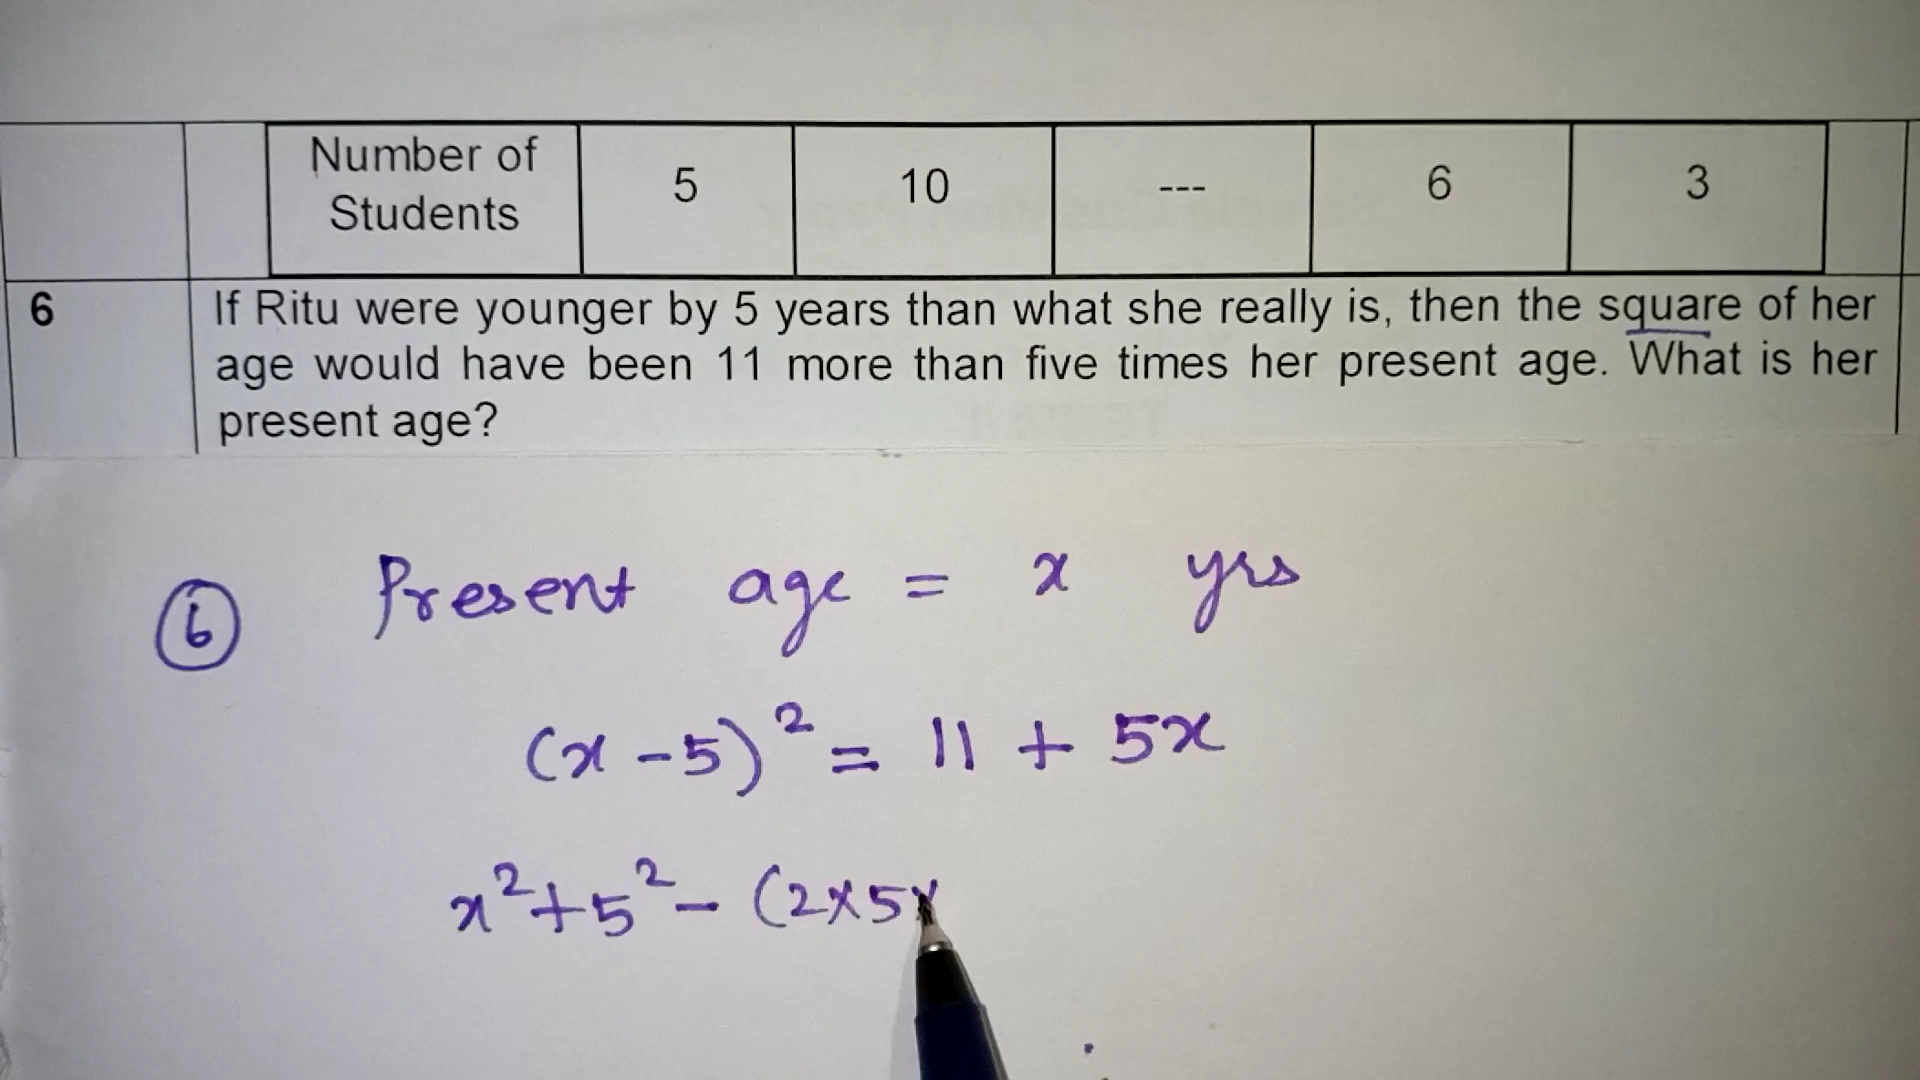 Number of
Students
5
10
---
6
3
6
If Ritu were younger by 5 years than what she really is, then the square of her
age would have been 11 more than five times her present age. What is her
present age?
6 Present age = x yrs
(x - 5)² = 11 + 5x
x² + 5² - (2×5×